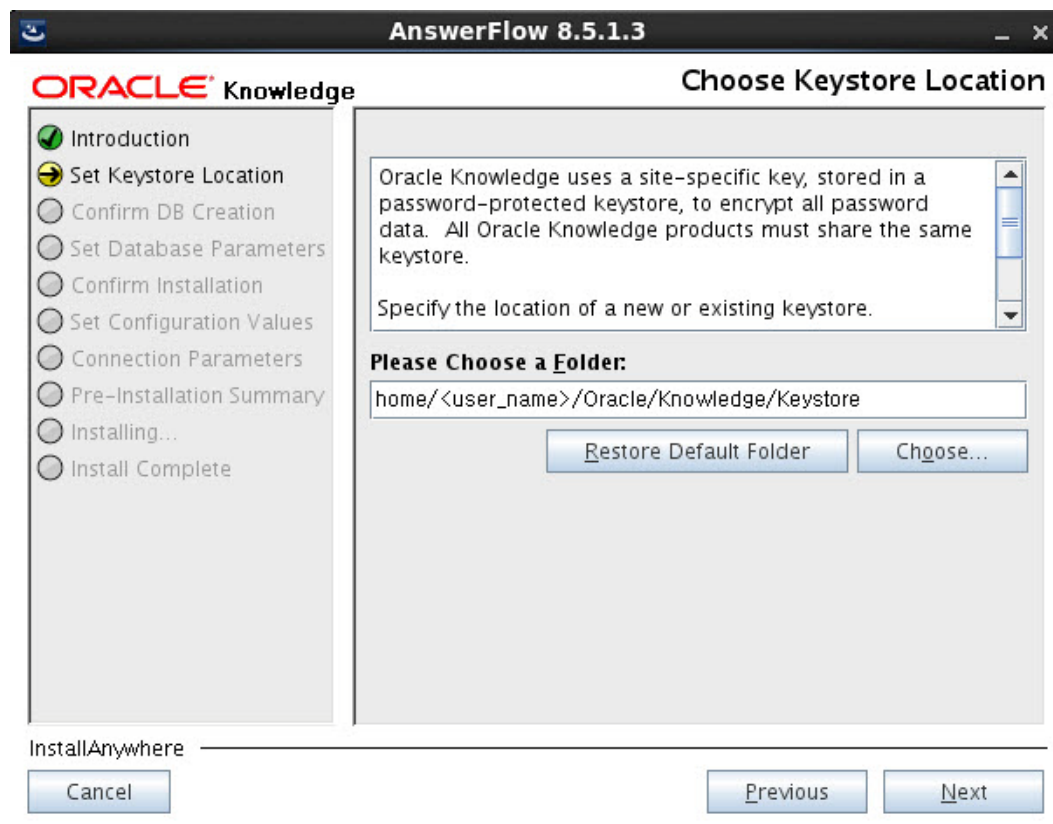 AnswerFlow 8.5.1.3
ORACLE Knowledge
Choose Keystore Location
Introduction
Set Keystore Location
Confirm DB Creation
Set Database Parameters
Confirm Installation
Set Configuration Values
Connection Parameters
Pre-Installation Summary
Installing...
Install Complete
Oracle Knowledge uses a site-specific key, stored in a
password-protected keystore, to encrypt all password
data.  All Oracle Knowledge products must share the same
keystore.
Specify the location of a new or existing keystore.
Please Choose a Folder:
home/<user_name>/Oracle/Knowledge/Keystore
Restore Default Folder
Choose...
InstallAnywhere
Cancel
Previous
Next